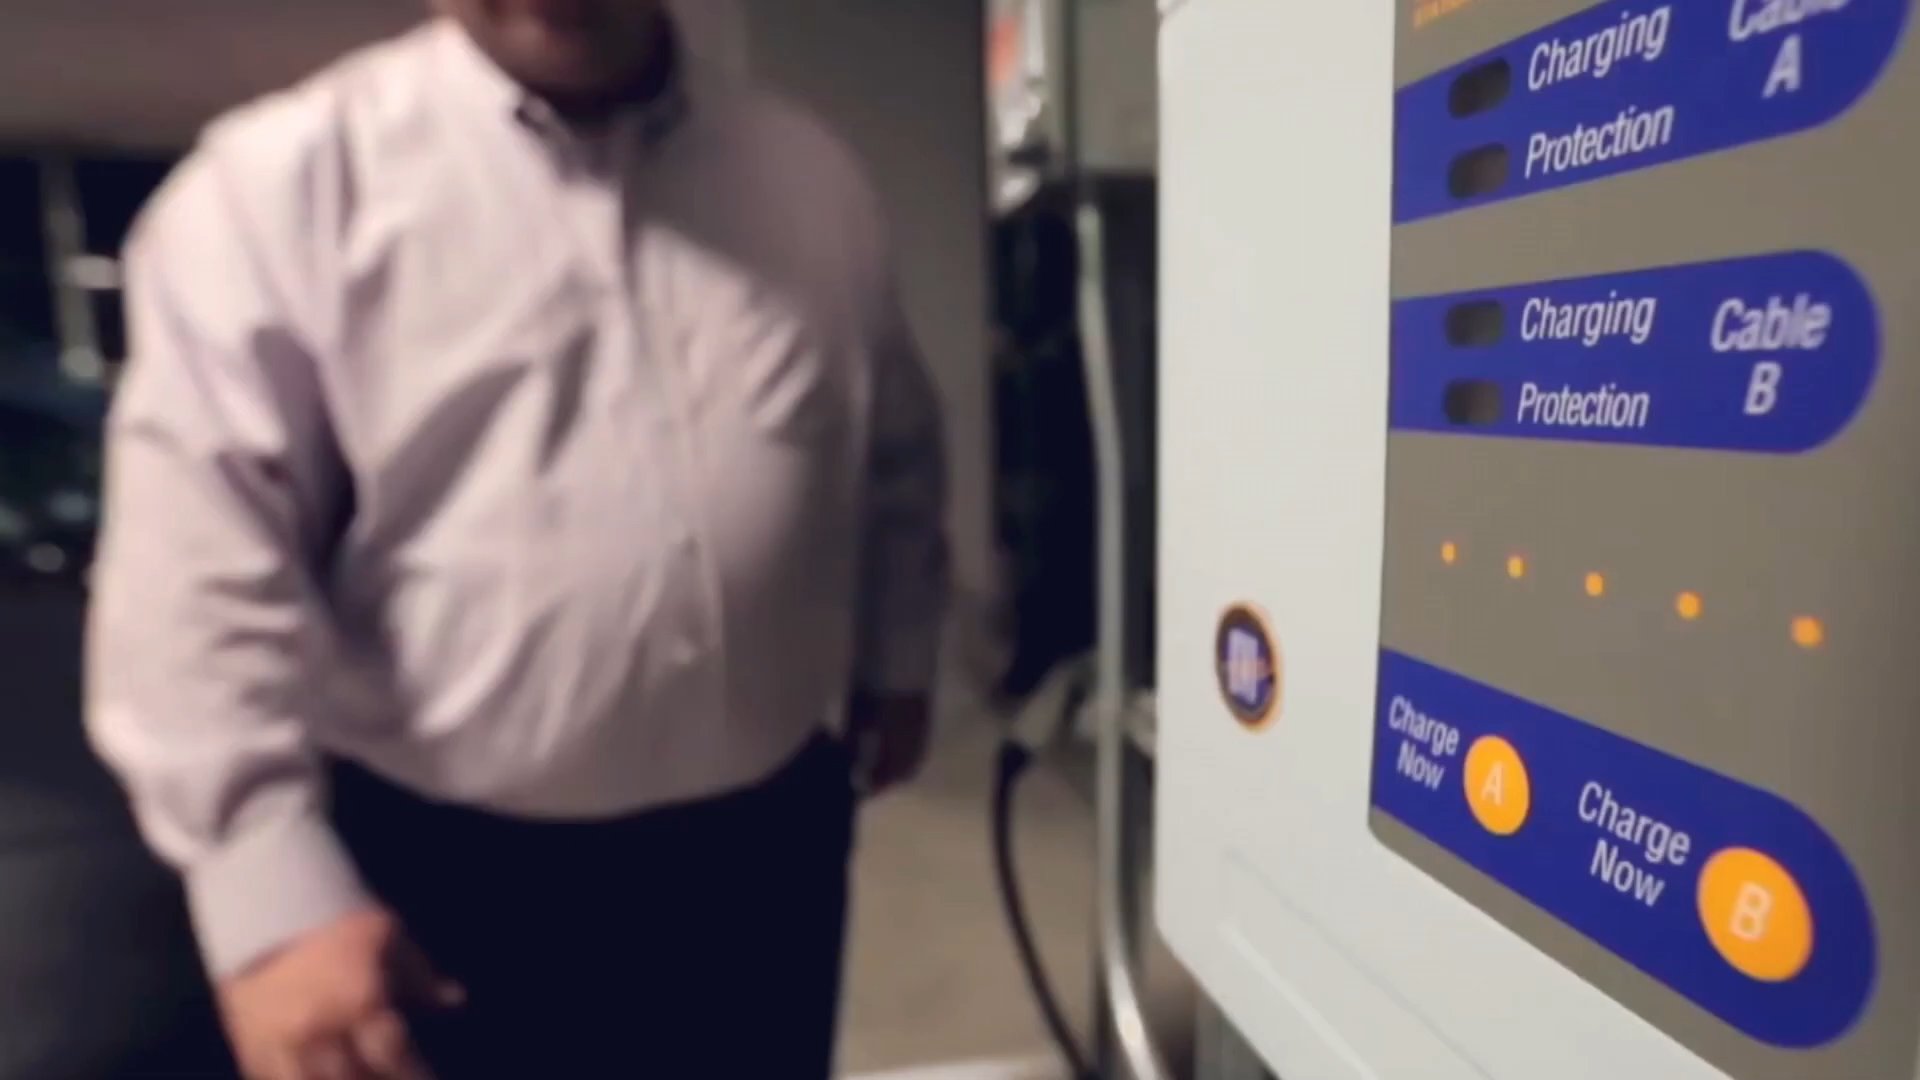 Charging
Cable
A
Protection
Charging
Cable
B
Protection
Charge
Now
A
Charge
Now
B